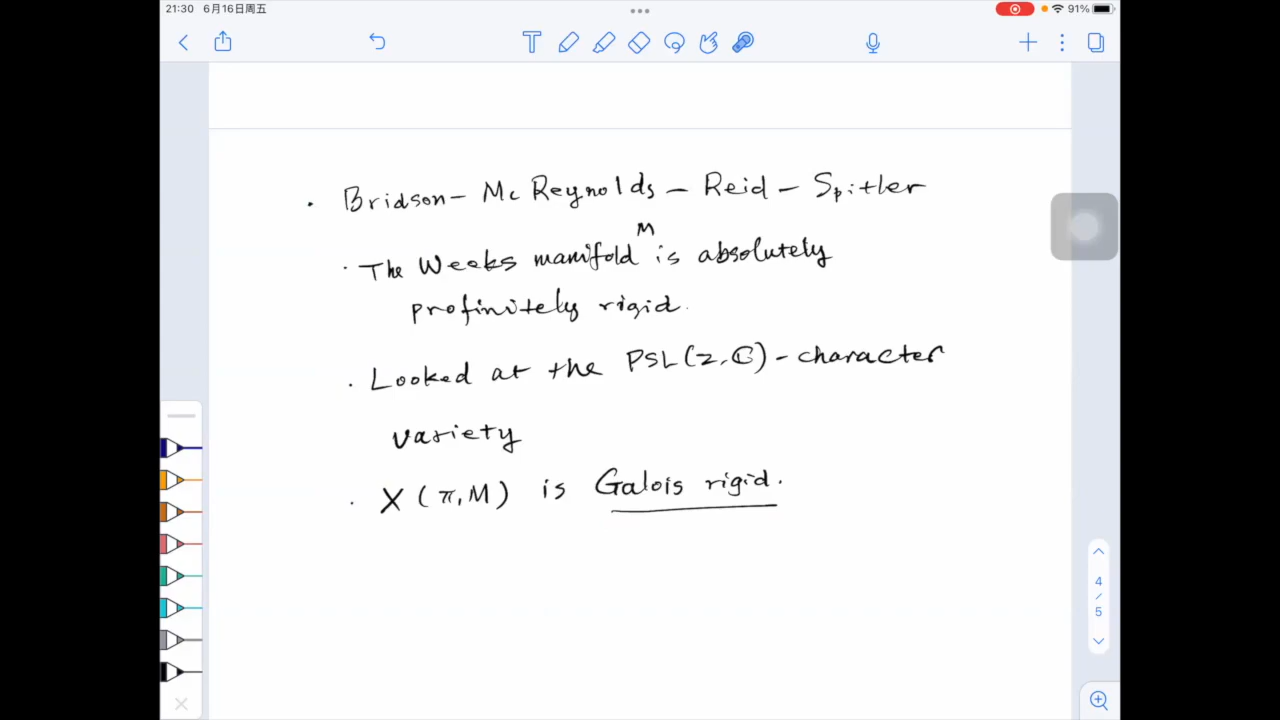 21:30 6月16日周五
91%
T
· Bridson - McReynolds - Reid - Spitler
M
· The Weeks manifold is absolutely
profinitely rigid.
· Looked at the PSL(2,ℂ) - character
variety
· X(π,M) is Galois rigid.
4
/
5